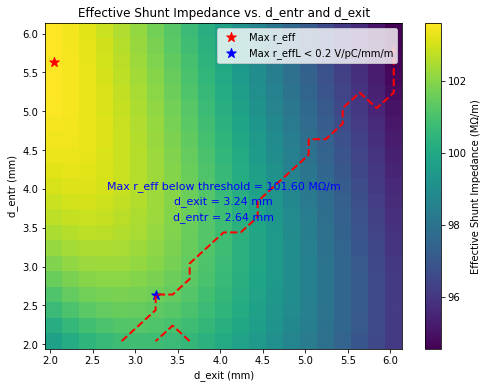 Effective Shunt Impedance vs. d_entr and d_exit
Max r_eff
Max r_effL < 0.2 V/pC/mm/m
Max r_eff below threshold = 101.60 MΩ/m
d_exit = 3.24 mm
d_entr = 2.64 mm
d_entr (mm)
6.0
5.5
5.0
4.5
4.0
3.5
3.0
2.5
2.0
2.0 2.5 3.0 3.5 4.0 4.5 5.0 5.5 6.0
d_exit (mm)
102
100
98
96
Effective Shunt Impedance (MΩ/m)